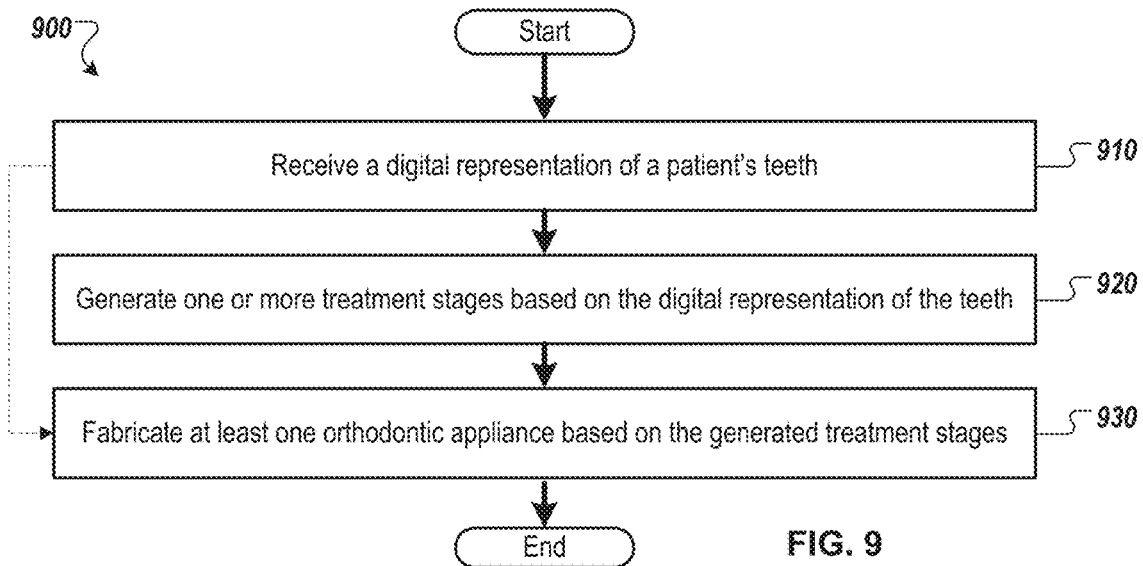 900
Start
Receive a digital representation of a patient's teeth
910
Generate one or more treatment stages based on the digital representation of the teeth
920
Fabricate at least one orthodontic appliance based on the generated treatment stages
930
End
FIG. 9